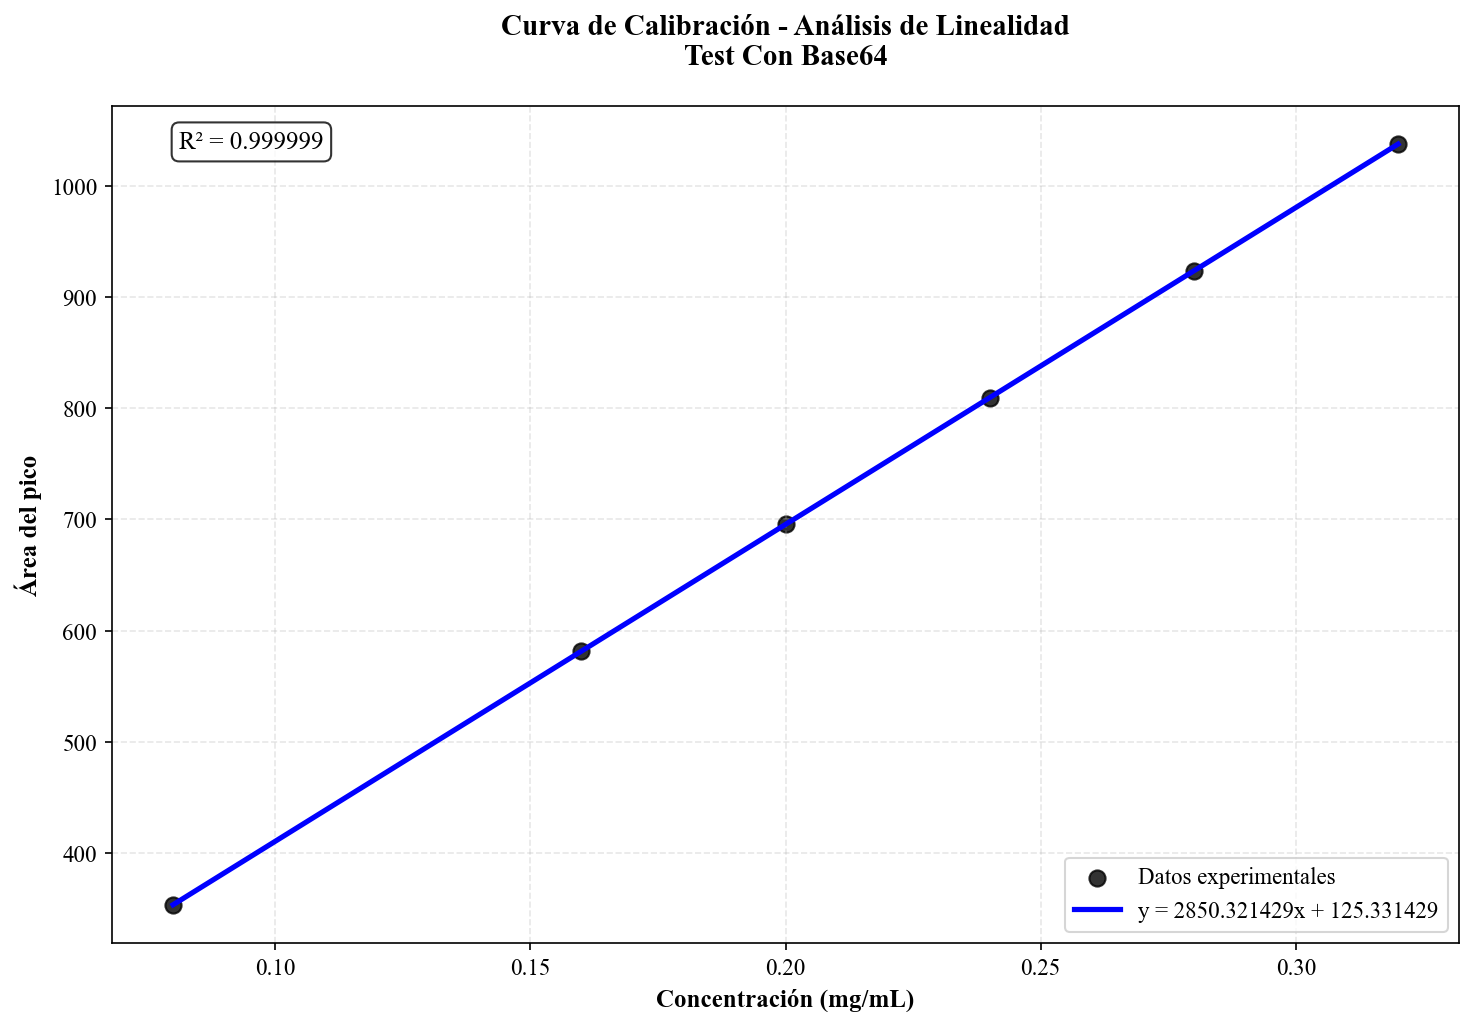 Curva de Calibración - Análisis de Linealidad
Test Con Base64
R² = 0.999999
1000
900
800
700
600
500
400
Área del pico
Datos experimentales
y = 2850.321429x + 125.331429
0.10
0.15
0.20
0.25
0.30
Concentración (mg/mL)